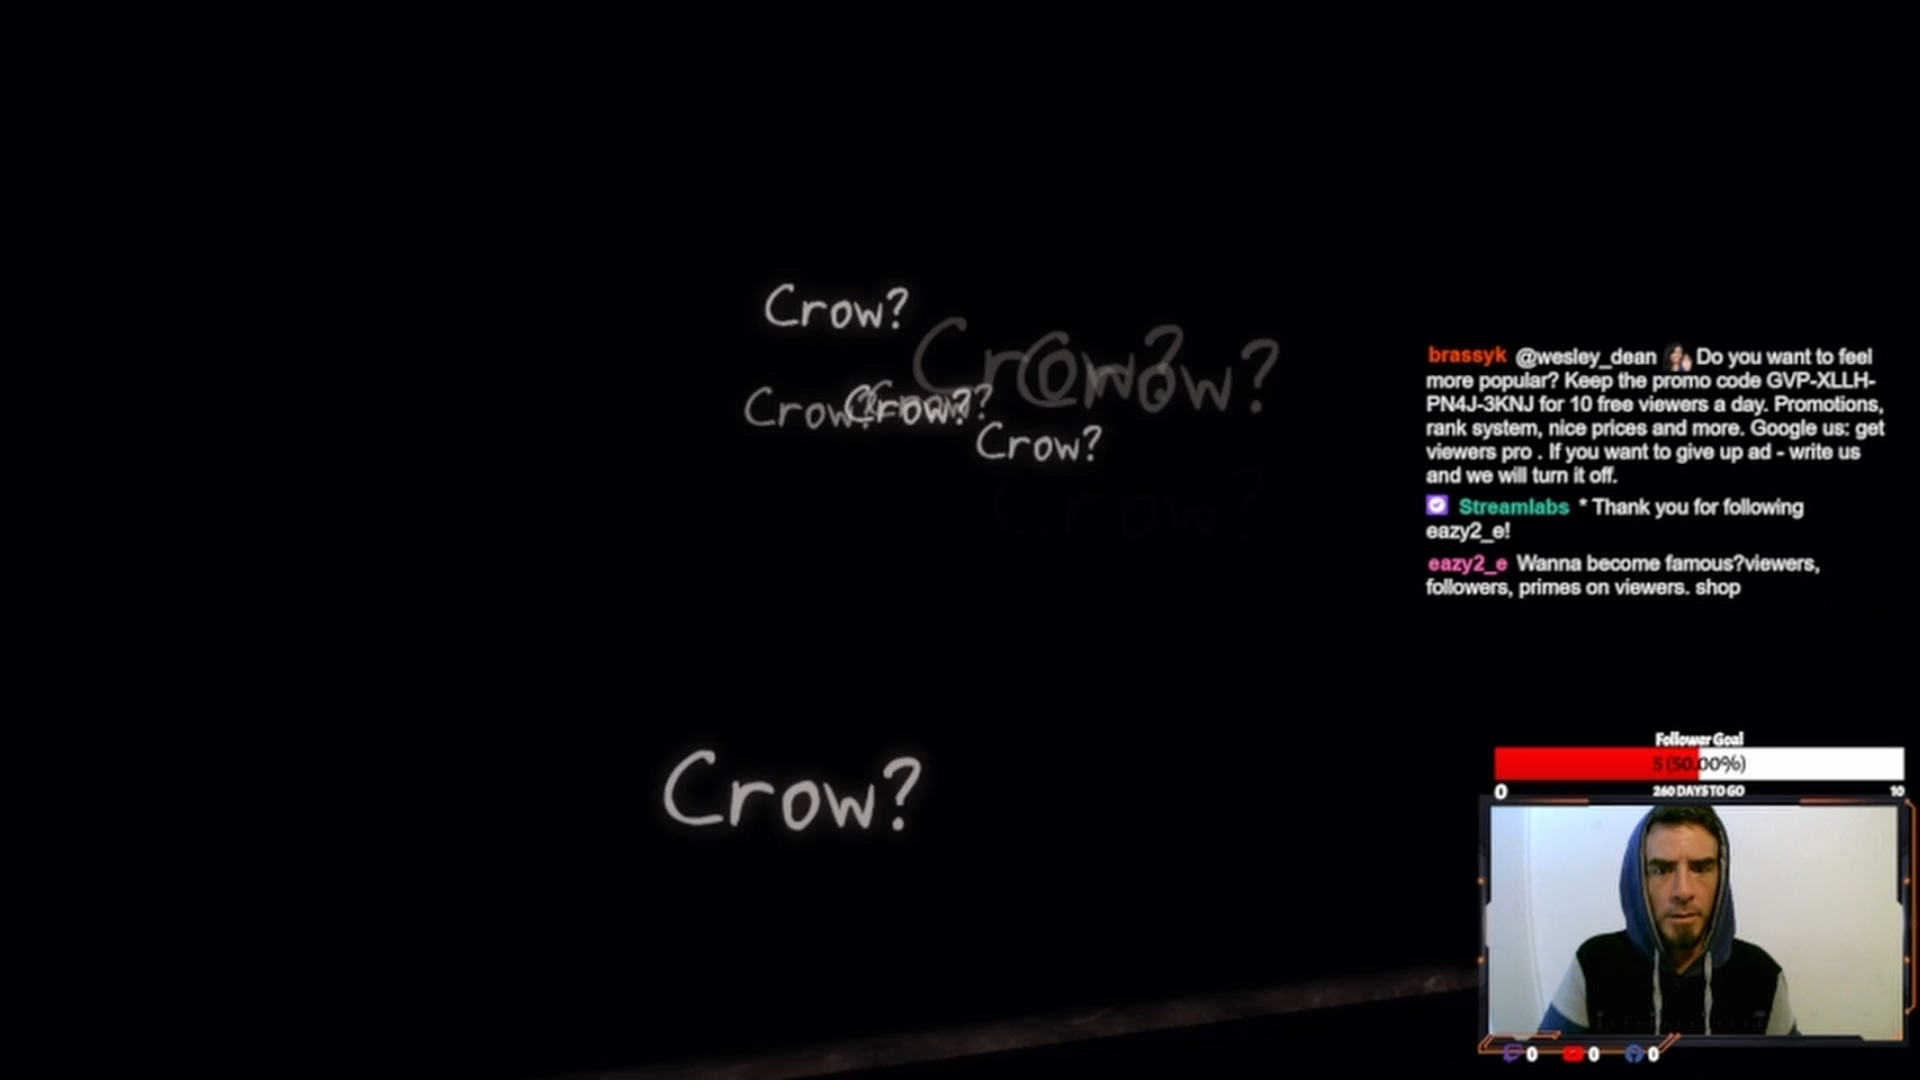 Crow?
Crow?
Crow?
Crow?
Crow?
Crow?
Crow?
Crow?
Crow?
brassyk @wesley_dean Do you want to feel
more popular? Keep the promo code GVP-XLLH-
PN4J-3KNJ for 10 free viewers a day. Promotions,
rank system, nice prices and more. Google us: get
viewers pro . If you want to give up ad - write us
and we will turn it off.
Streamlabs * Thank you for following
eazy2_e!
eazy2_e Wanna become famous?viewers,
followers, primes on viewers. shop
Follower Goal
5 (50.00%)
0 260 DAYS TO GO 10
0 0 0